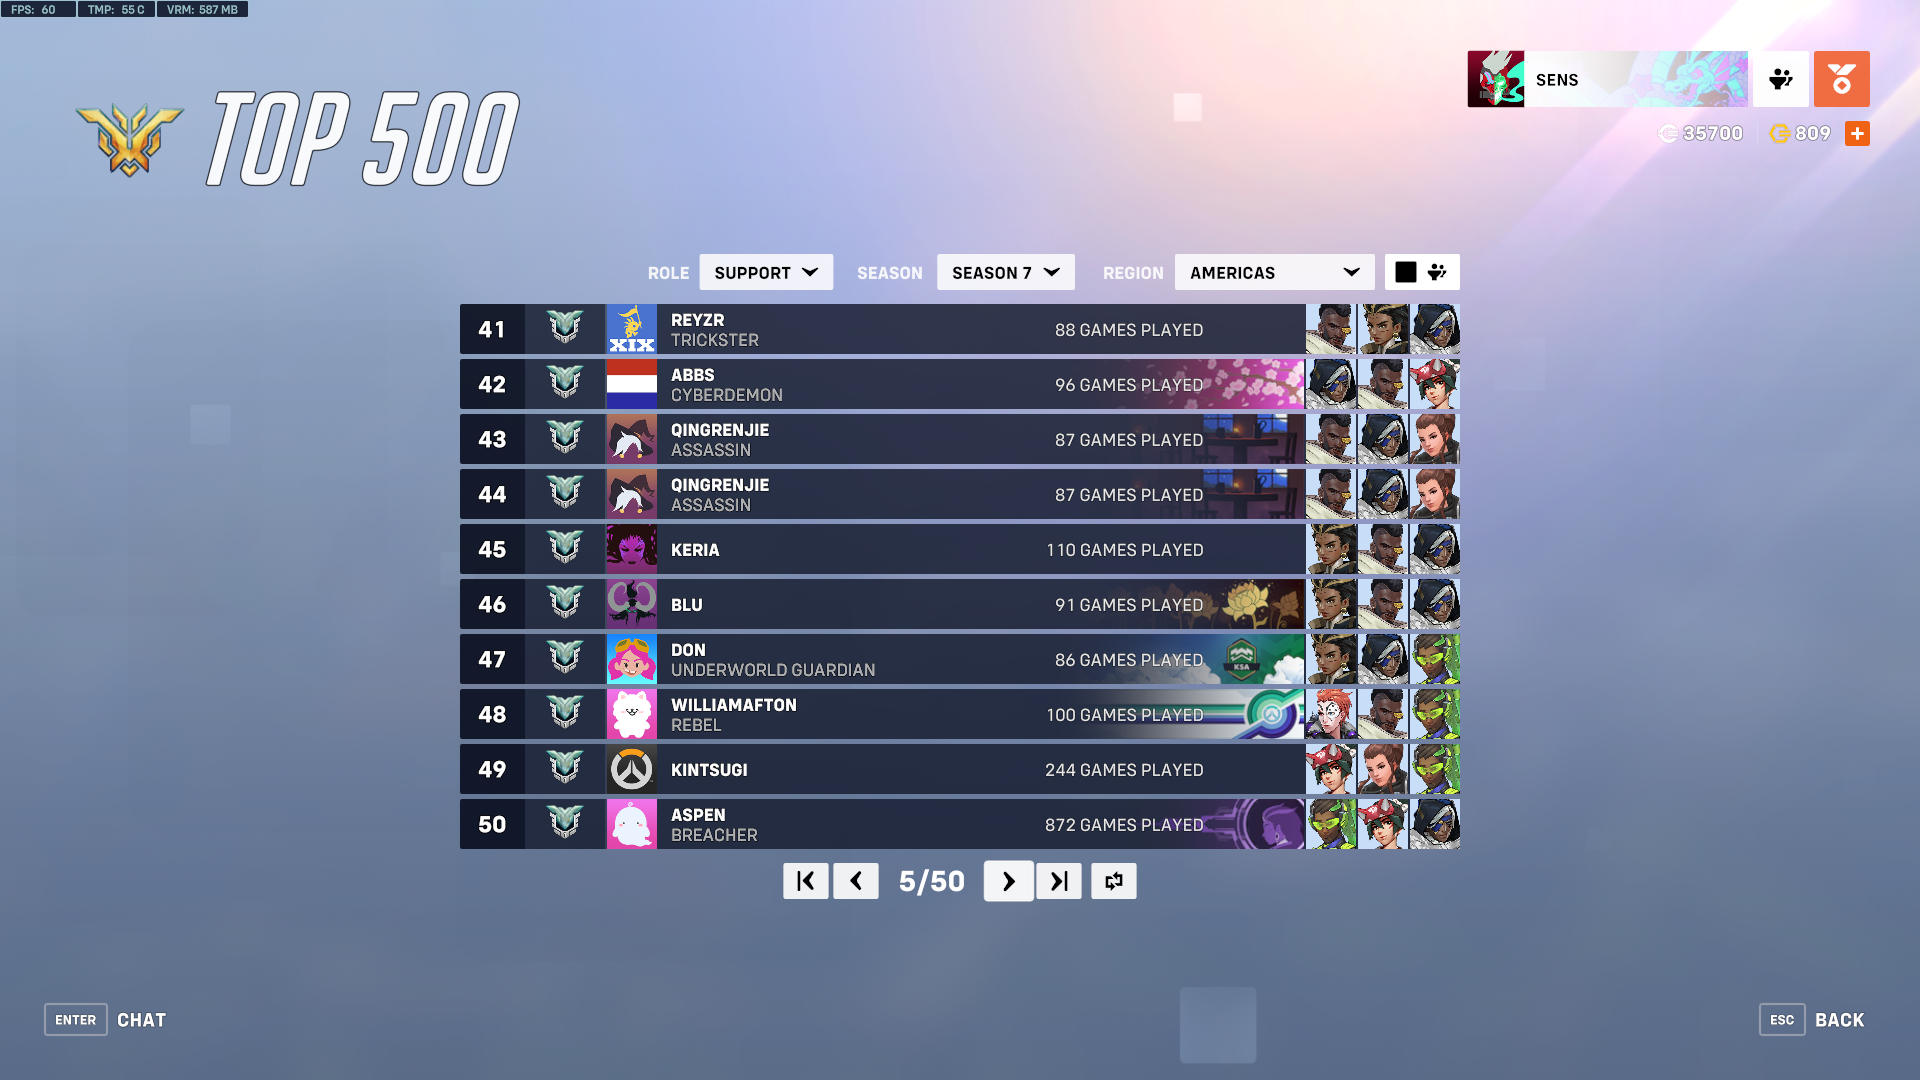 FPS: 60 TMP: 55 C VRM: 587 MB
TOP 500
SENS
35700 809
ROLE SUPPORT SEASON SEASON 7 REGION AMERICAS
41 XIX REYZR 88 GAMES PLAYED
TRICKSTER
42 ABBS 96 GAMES PLAYED
CYBERDEMON
43 QINGRENJIE 87 GAMES PLAYED
ASSASSIN
44 QINGRENJIE 87 GAMES PLAYED
ASSASSIN
45 KERIA 110 GAMES PLAYED
46 BLU 91 GAMES PLAYED
47 DON 86 GAMES PLAYED KSA
UNDERWORLD GUARDIAN
48 WILLIAMAFTON 100 GAMES PLAYED
REBEL
49 KINTSUGI 244 GAMES PLAYED
50 ASPEN 872 GAMES PLAYED
BREACHER
5/50
ENTER CHAT
ESC BACK